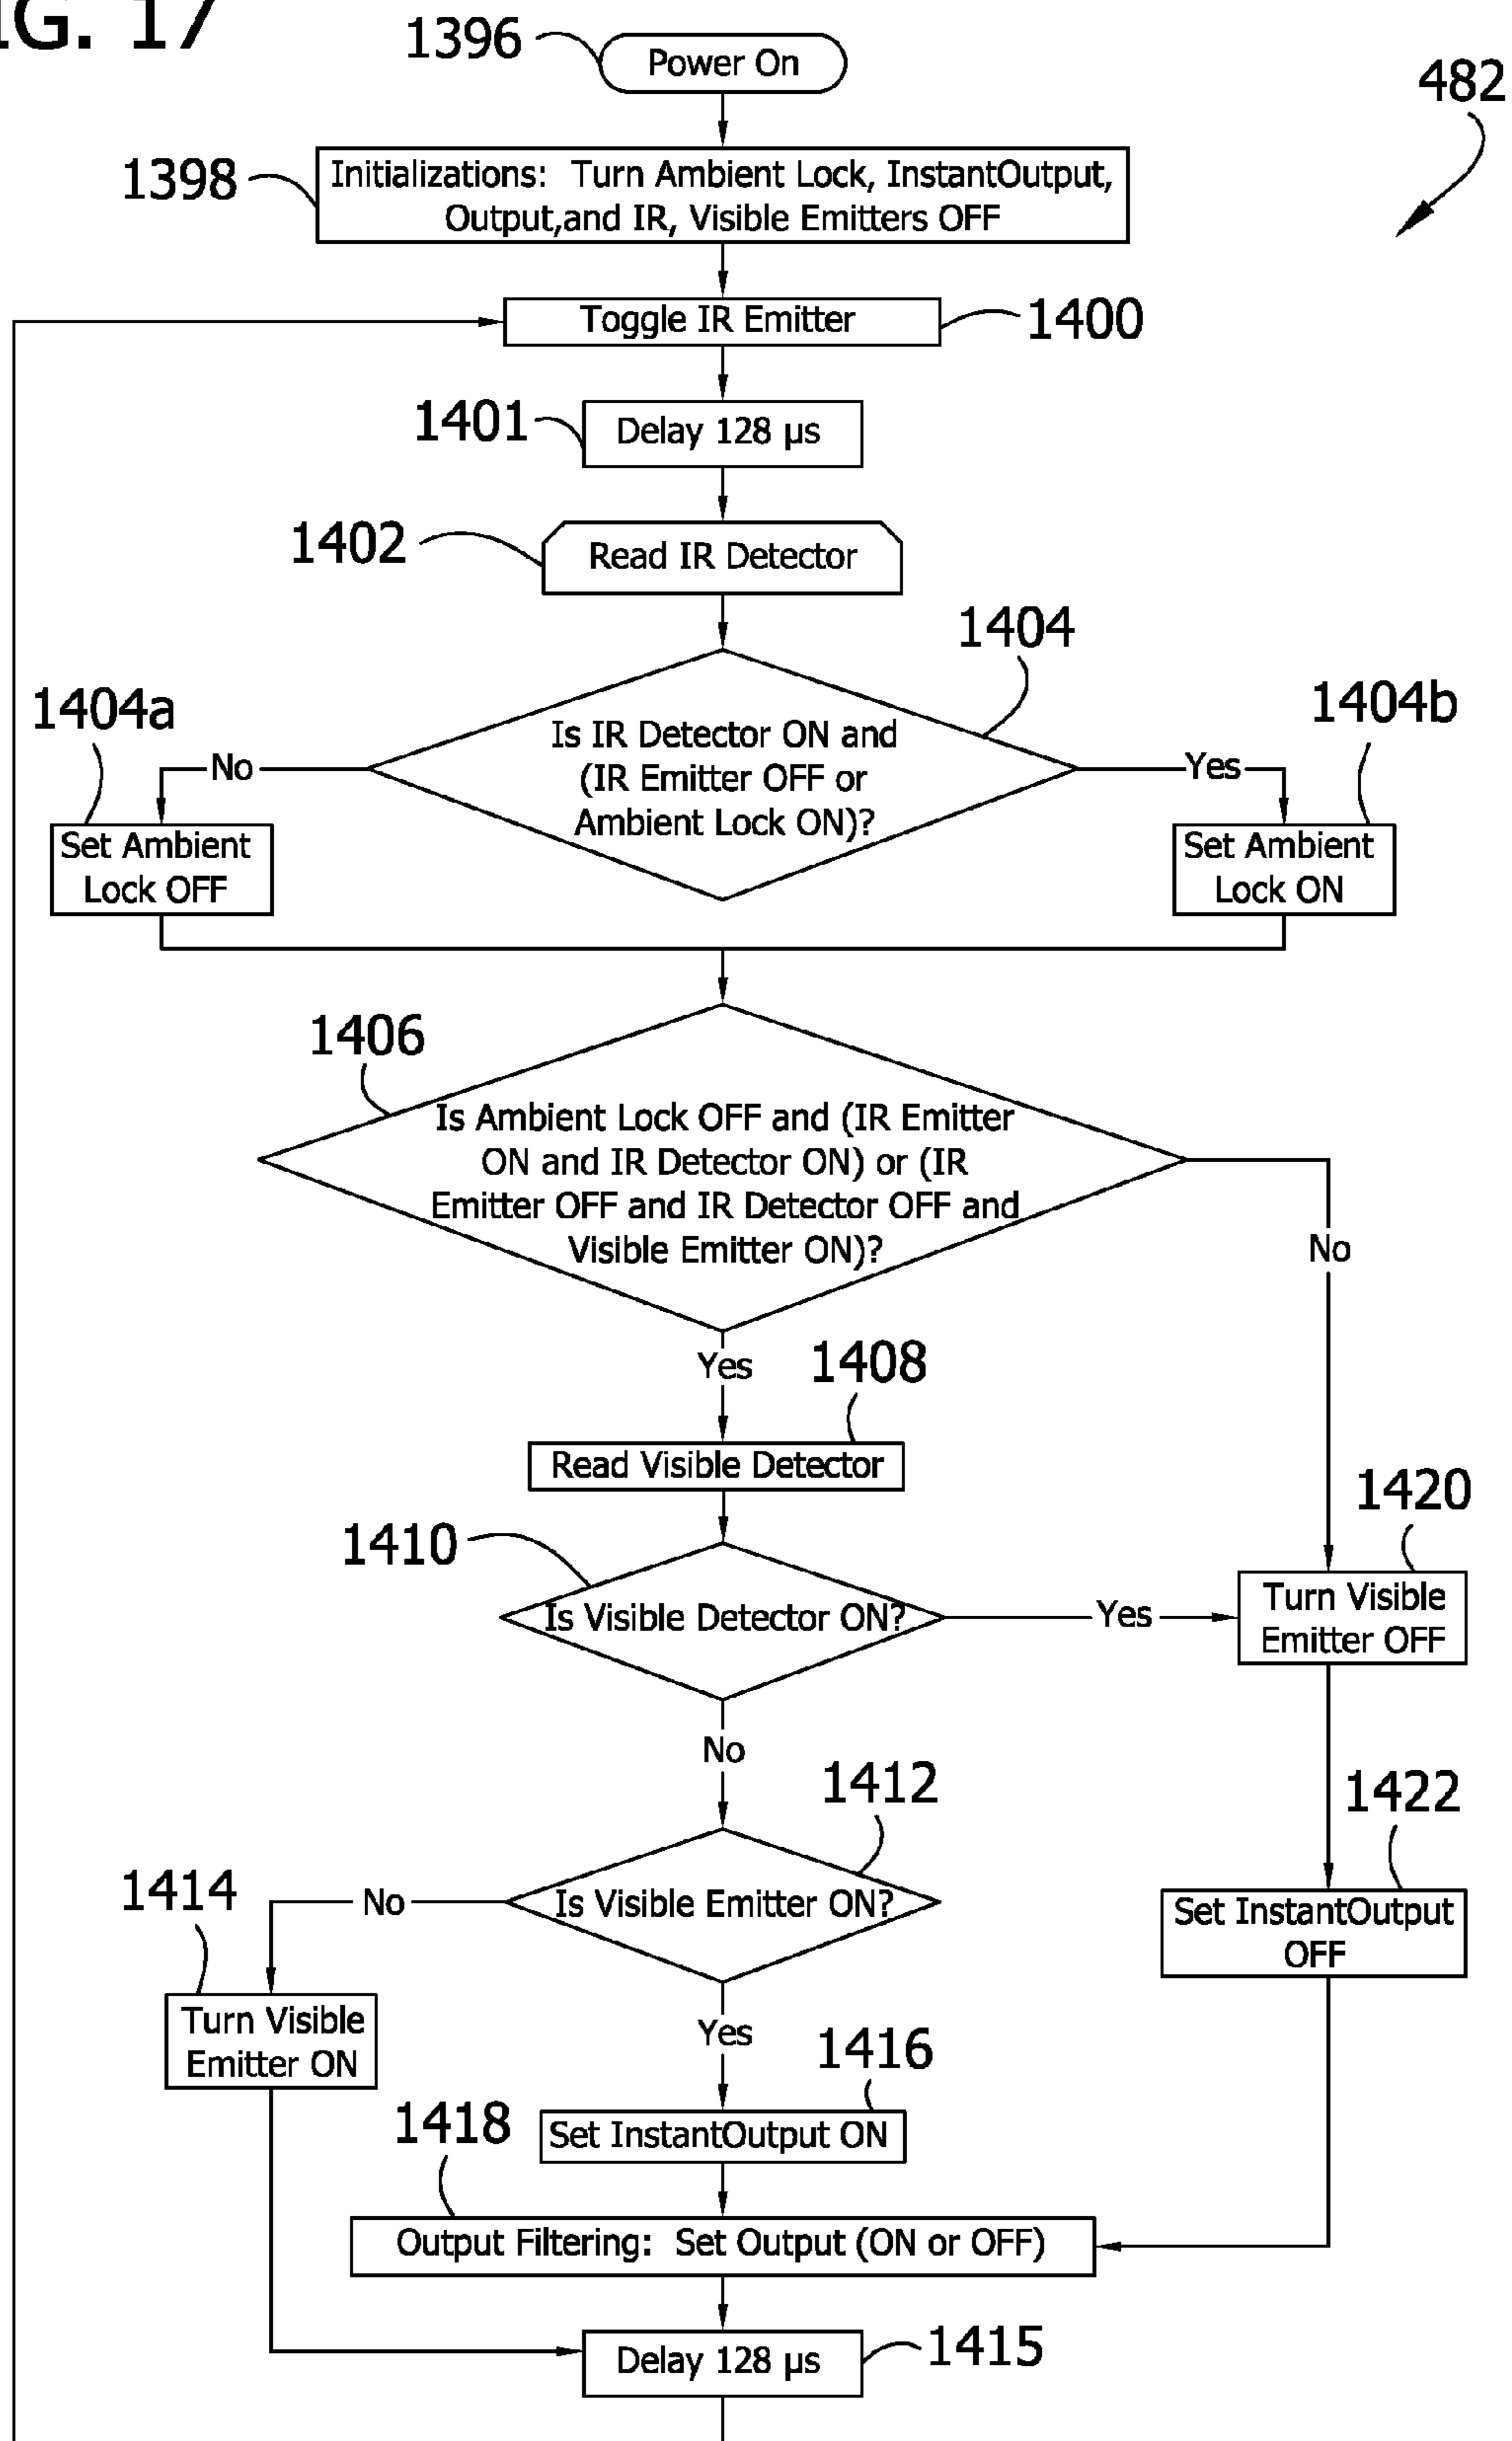 IG. 17
1396
Power On
482
1398
Initializations: Turn Ambient Lock, InstantOutput,
Output,and IR, Visible Emitters OFF
Toggle IR Emitter
1400
1401
Delay 128 µs
1402
Read IR Detector
1404
1404a
1404b
Is IR Detector ON and
(IR Emitter OFF or
Ambient Lock ON)?
No
Yes
Set Ambient
Lock OFF
Set Ambient
Lock ON
1406
Is Ambient Lock OFF and (IR Emitter
ON and IR Detector ON) or (IR
Emitter OFF and IR Detector OFF and
Visible Emitter ON)?
No
Yes
1408
Read Visible Detector
1410
1420
Is Visible Detector ON?
Yes
Turn Visible
Emitter OFF
No
1412
1422
1414
No
Is Visible Emitter ON?
Set InstantOutput
OFF
Turn Visible
Emitter ON
Yes
1416
1418
Set InstantOutput ON
Output Filtering: Set Output (ON or OFF)
Delay 128 µs
1415